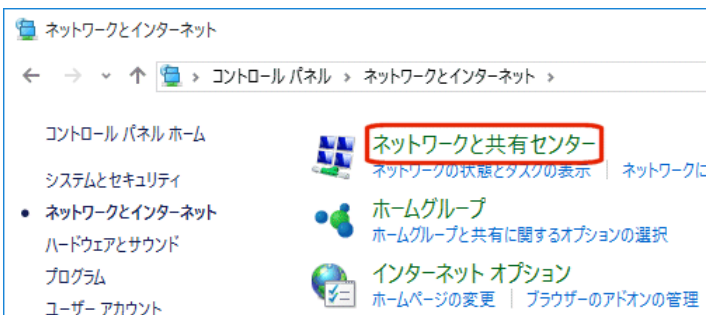 ネットワークとインターネット
コントロール パネル › ネットワークとインターネット ›
コントロール パネル ホーム
システムとセキュリティ
ネットワークとインターネット
ハードウェアとサウンド
プログラム
ユーザー アカウント
ネットワークと共有センター
ネットワークの状態とタスクの表示 | ネットワークに
ホームグループ
ホームグループと共有に関するオプションの選択
インターネット オプション
ホームページの変更 | ブラウザーのアドオンの管理